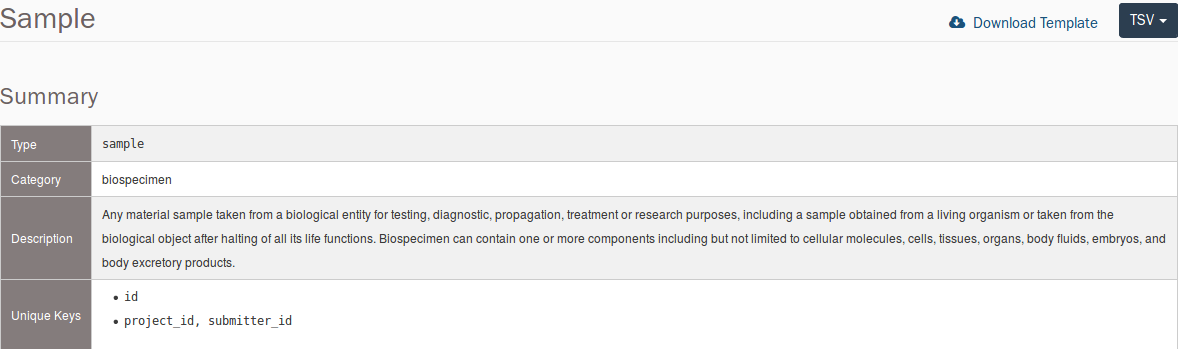 Sample
Download Template
TSV
Summary
Type
sample
Category
biospecimen
Description
Any material sample taken from a biological entity for testing, diagnostic, propagation, treatment or research purposes, including a sample obtained from a living organism or taken from the
biological object after halting of all its life functions. Biospecimen can contain one or more components including but not limited to cellular molecules, cells, tissues, organs, body fluids, embryos, and
body excretory products.
Unique Keys
• id
• project_id, submitter_id